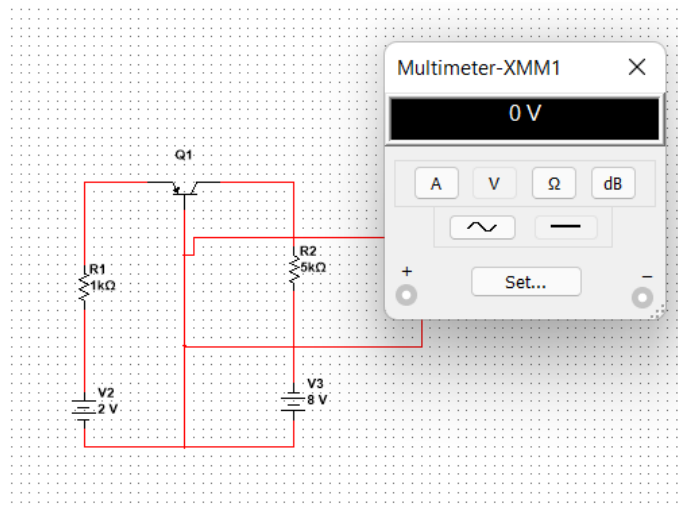 Multimeter-XMM1
0 V
A V Ω dB
+ Set... −
Q1
R1
1kΩ
R2
5kΩ
V2
2 V
V3
8 V